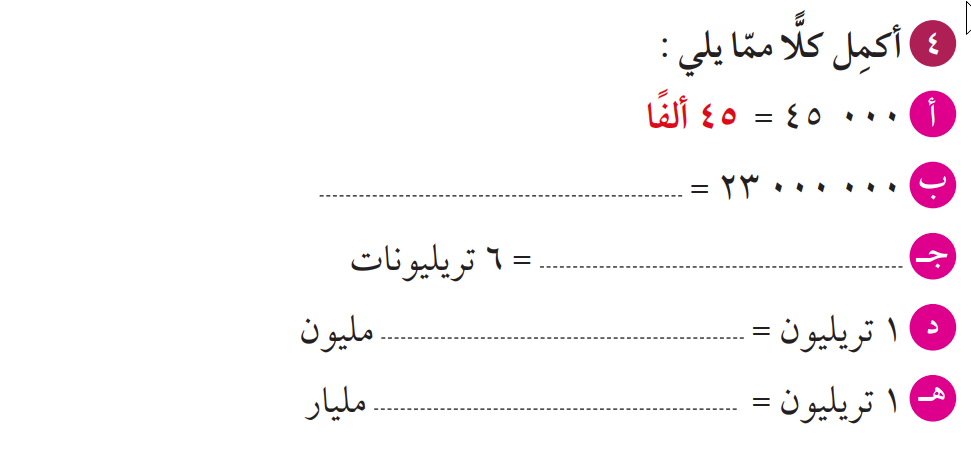 ٤ أكمِل كلًّا ممّا يلي :
أ ٤٥ ٠٠٠ = ٤٥ ألفًا
ب ٢٣ ٠٠٠ ٠٠٠ = ------------
جـ ------------ = ٦ تريليونات
د ١ تريليون = ------------ مليون
هـ ١ تريليون = ------------ مليار